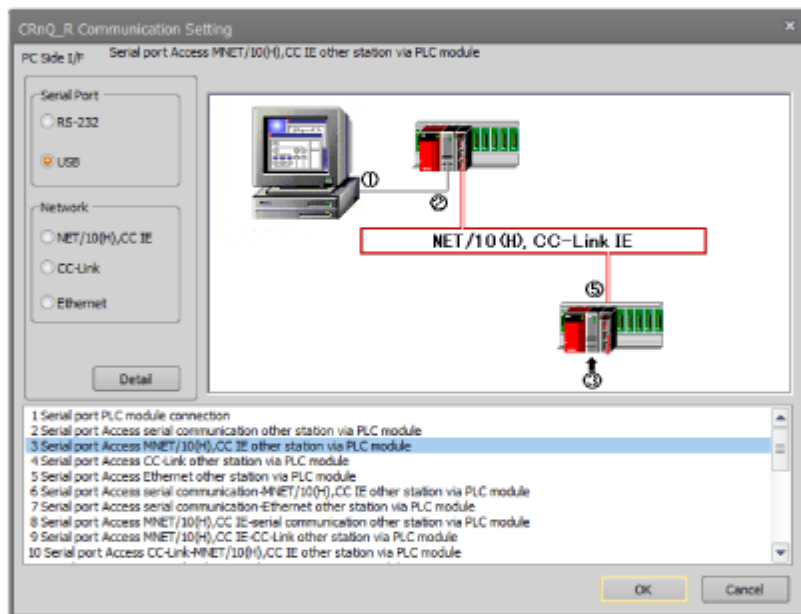 CRnQ_R Communication Setting
PC Side I/F Serial port Access MNET/10(H),CC IE other station via PLC module
Serial Port
RS-232
USB
Network
NET/10(H),CC IE
CC-Link
Ethernet
Detail
①
②
NET/10(H), CC-Link IE
⑤
③
1 Serial port PLC module connection
2 Serial port Access serial communication other station via PLC module
3 Serial port Access MNET/10(H),CC IE other station via PLC module
4 Serial port Access CC-Link other station via PLC module
5 Serial port Access Ethernet other station via PLC module
6 Serial port Access serial communication-MNET/10(H),CC IE other station via PLC module
7 Serial port Access serial communication-Ethernet other station via PLC module
8 Serial port Access MNET/10(H),CC IE-serial communication other station via PLC module
9 Serial port Access MNET/10(H),CC IE-CC-Link other station via PLC module
10 Serial port Access CC-Link-MNET/10(H),CC IE other station via PLC module
OK
Cancel